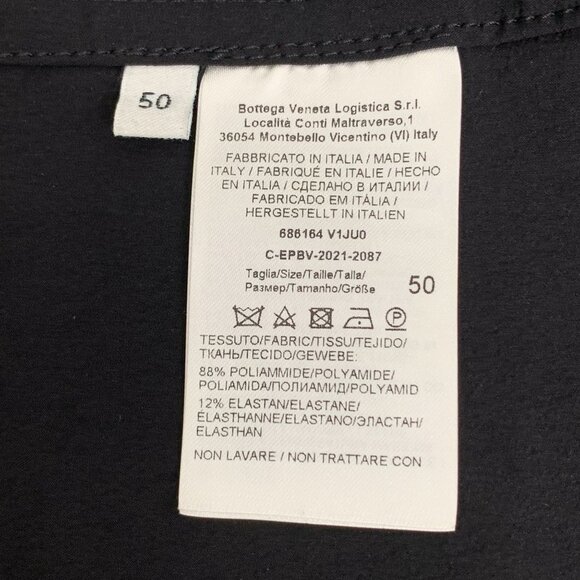 50
Bottega Veneta Logistica S.r.l.
Località Conti Maltraverso,1
36054 Montebello Vicentino (VI) Italy
FABBRICATO IN ITALIA / MADE IN
ITALY / FABRIQUÉ EN ITALIE / HECHO
EN ITALIA / СДЕЛАНО В ИТАЛИИ /
FABRICADO EM ITÁLIA /
HERGESTELLT IN ITALIEN
686164 V1JU0
C-EPBV-2021-2087
Taglia/Size/Taille/Talla/
Размер/Tamanho/Größe 50
P
TESSUTO/FABRIC/TISSU/TEJIDO/
ТКАНЬ/TECIDO/GEWEBE:
88% POLIAMMIDE/POLYAMIDE/
POLIAMIDA/ПОЛИАМИД/POLYAMID
12% ELASTAN/ELASTANE/
ÉLASTHANNE/ELASTANO/ЭЛАСТАН/
ELASTHAN
NON LAVARE / NON TRATTARE CON